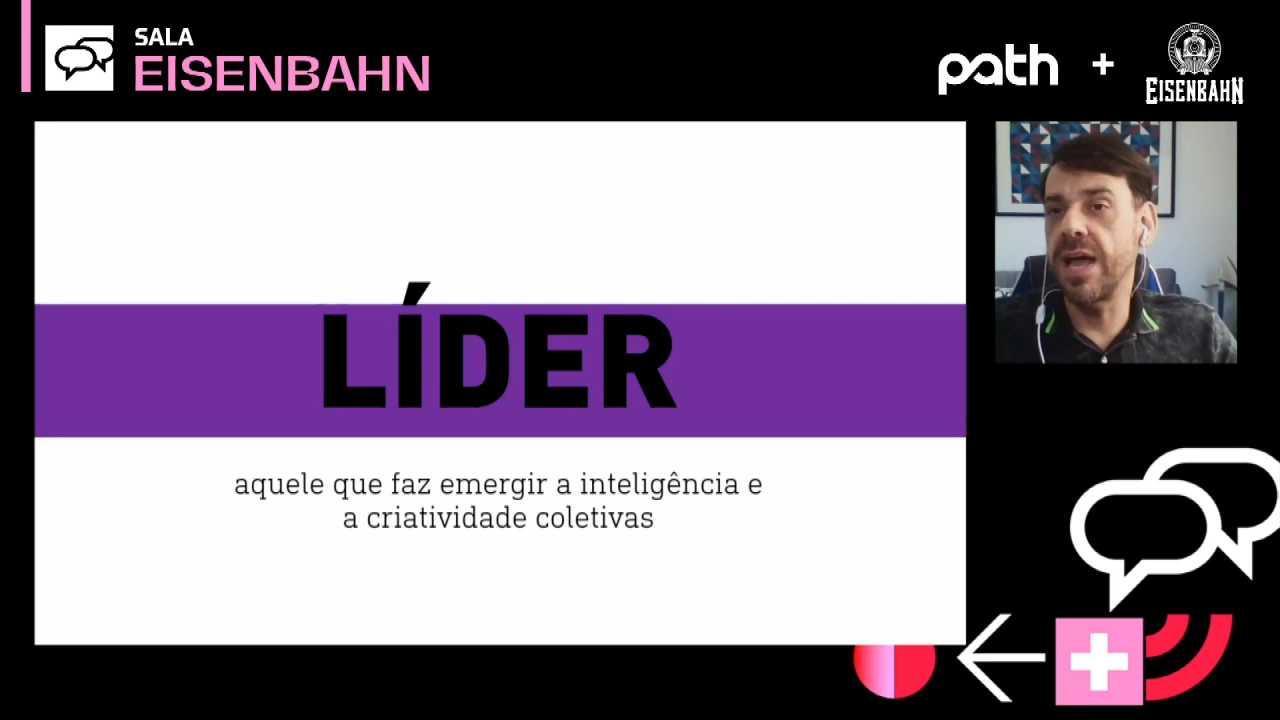 SALA
EISENBAHN
path + EISENBAHN
LÍDER
aquele que faz emergir a inteligência e
a criatividade coletivas